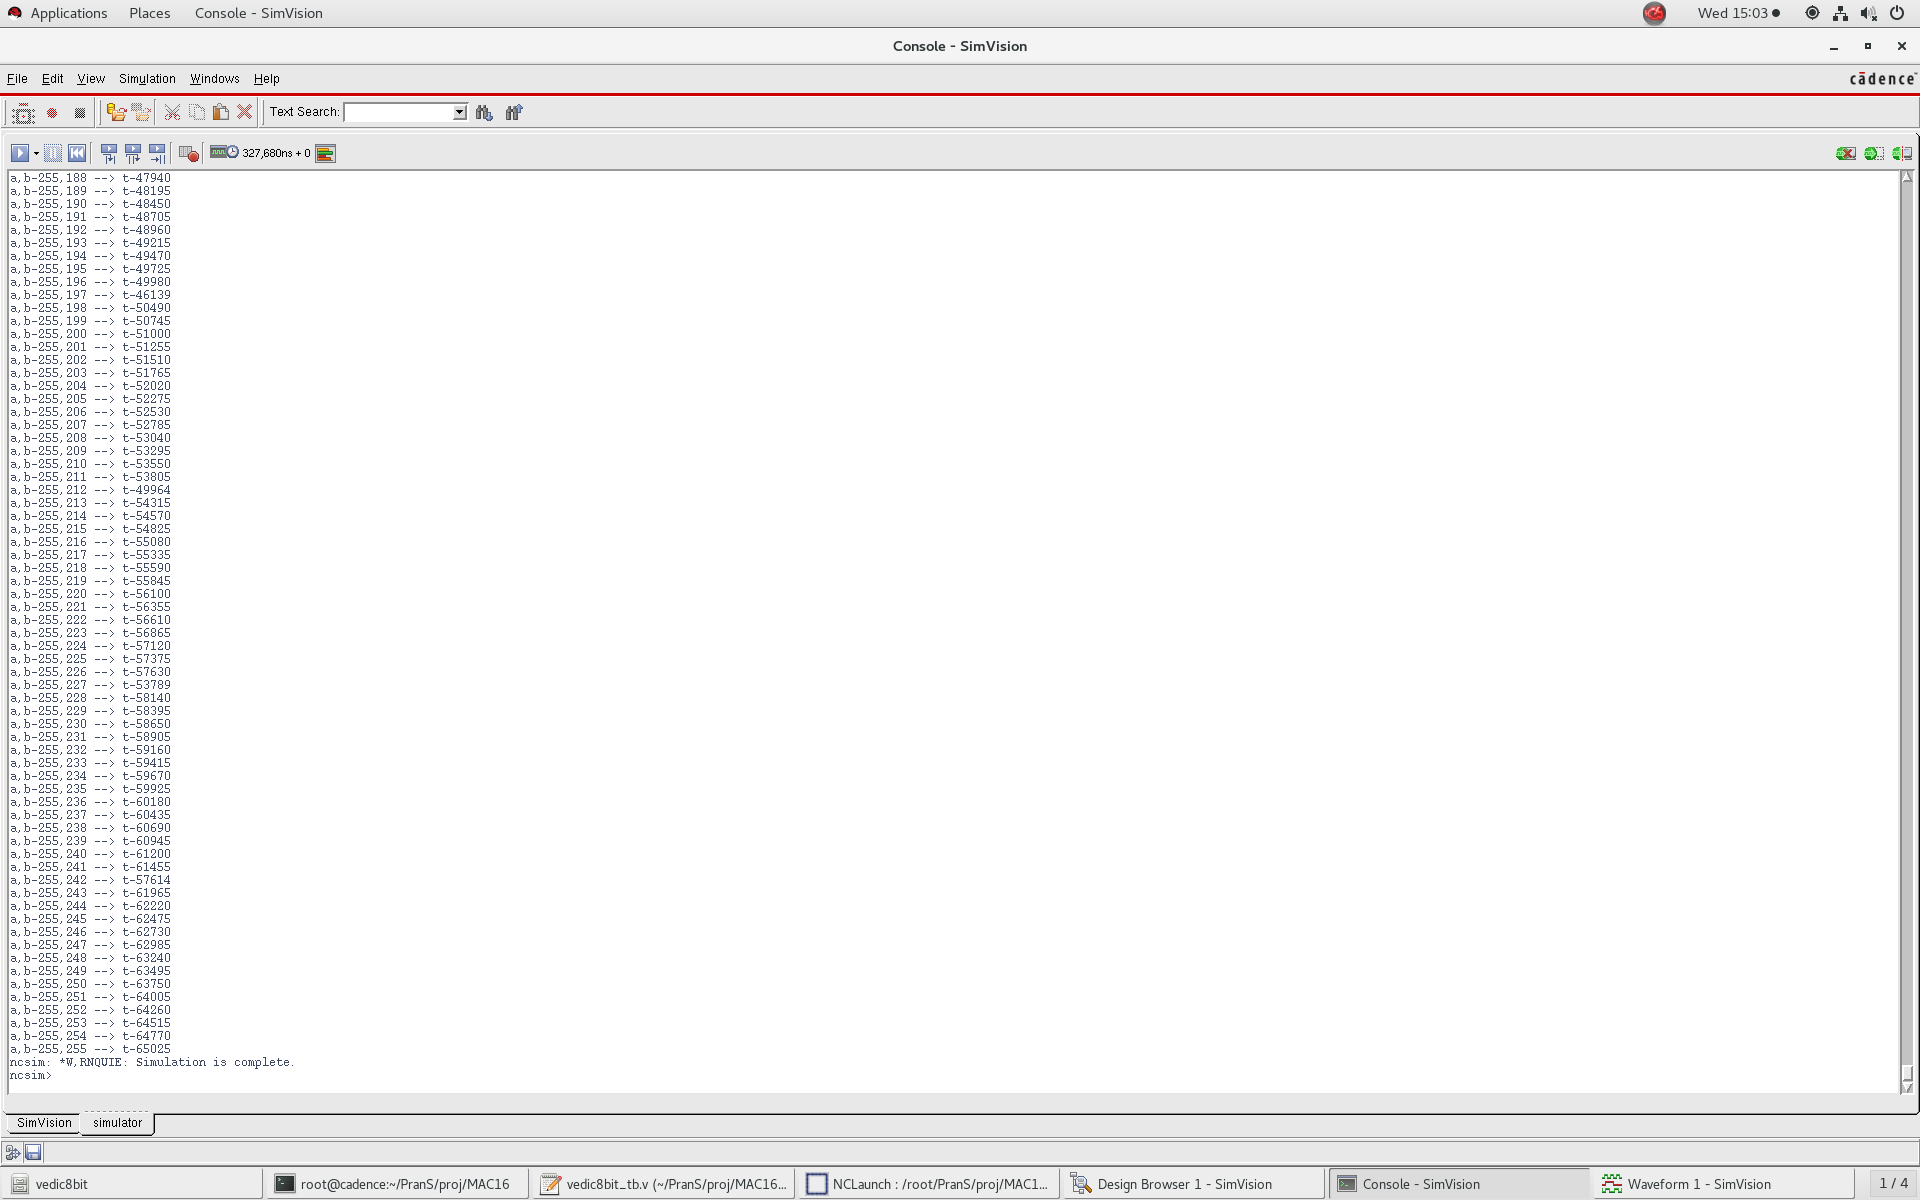 Applications Places Console - SimVision Wed 15:03
Console - SimVision
File Edit View Simulation Windows Help cādence
Text Search:
327,680ns + 0
a,b-255,188 --> t-47940
a,b-255,189 --> t-48195
a,b-255,190 --> t-48450
a,b-255,191 --> t-48705
a,b-255,192 --> t-48960
a,b-255,193 --> t-49215
a,b-255,194 --> t-49470
a,b-255,195 --> t-49725
a,b-255,196 --> t-49980
a,b-255,197 --> t-46139
a,b-255,198 --> t-50490
a,b-255,199 --> t-50745
a,b-255,200 --> t-51000
a,b-255,201 --> t-51255
a,b-255,202 --> t-51510
a,b-255,203 --> t-51765
a,b-255,204 --> t-52020
a,b-255,205 --> t-52275
a,b-255,206 --> t-52530
a,b-255,207 --> t-52785
a,b-255,208 --> t-53040
a,b-255,209 --> t-53295
a,b-255,210 --> t-53550
a,b-255,211 --> t-53805
a,b-255,212 --> t-49964
a,b-255,213 --> t-54315
a,b-255,214 --> t-54570
a,b-255,215 --> t-54825
a,b-255,216 --> t-55080
a,b-255,217 --> t-55335
a,b-255,218 --> t-55590
a,b-255,219 --> t-55845
a,b-255,220 --> t-56100
a,b-255,221 --> t-56355
a,b-255,222 --> t-56610
a,b-255,223 --> t-56865
a,b-255,224 --> t-57120
a,b-255,225 --> t-57375
a,b-255,226 --> t-57630
a,b-255,227 --> t-53789
a,b-255,228 --> t-58140
a,b-255,229 --> t-58395
a,b-255,230 --> t-58650
a,b-255,231 --> t-58905
a,b-255,232 --> t-59160
a,b-255,233 --> t-59415
a,b-255,234 --> t-59670
a,b-255,235 --> t-59925
a,b-255,236 --> t-60180
a,b-255,237 --> t-60435
a,b-255,238 --> t-60690
a,b-255,239 --> t-60945
a,b-255,240 --> t-61200
a,b-255,241 --> t-61455
a,b-255,242 --> t-57614
a,b-255,243 --> t-61965
a,b-255,244 --> t-62220
a,b-255,245 --> t-62475
a,b-255,246 --> t-62730
a,b-255,247 --> t-62985
a,b-255,248 --> t-63240
a,b-255,249 --> t-63495
a,b-255,250 --> t-63750
a,b-255,251 --> t-64005
a,b-255,252 --> t-64260
a,b-255,253 --> t-64515
a,b-255,254 --> t-64770
a,b-255,255 --> t-65025
ncsim: *W,RNQUIE: Simulation is complete.
ncsim>
SimVision simulator
vedic8bit root@cadence:~/PranS/proj/MAC16 vedic8bit_tb.v (~/PranS/proj/MAC16... NCLaunch : /root/PranS/proj/MAC1... Design Browser 1 - SimVision Console - SimVision Waveform 1 - SimVision 1 / 4